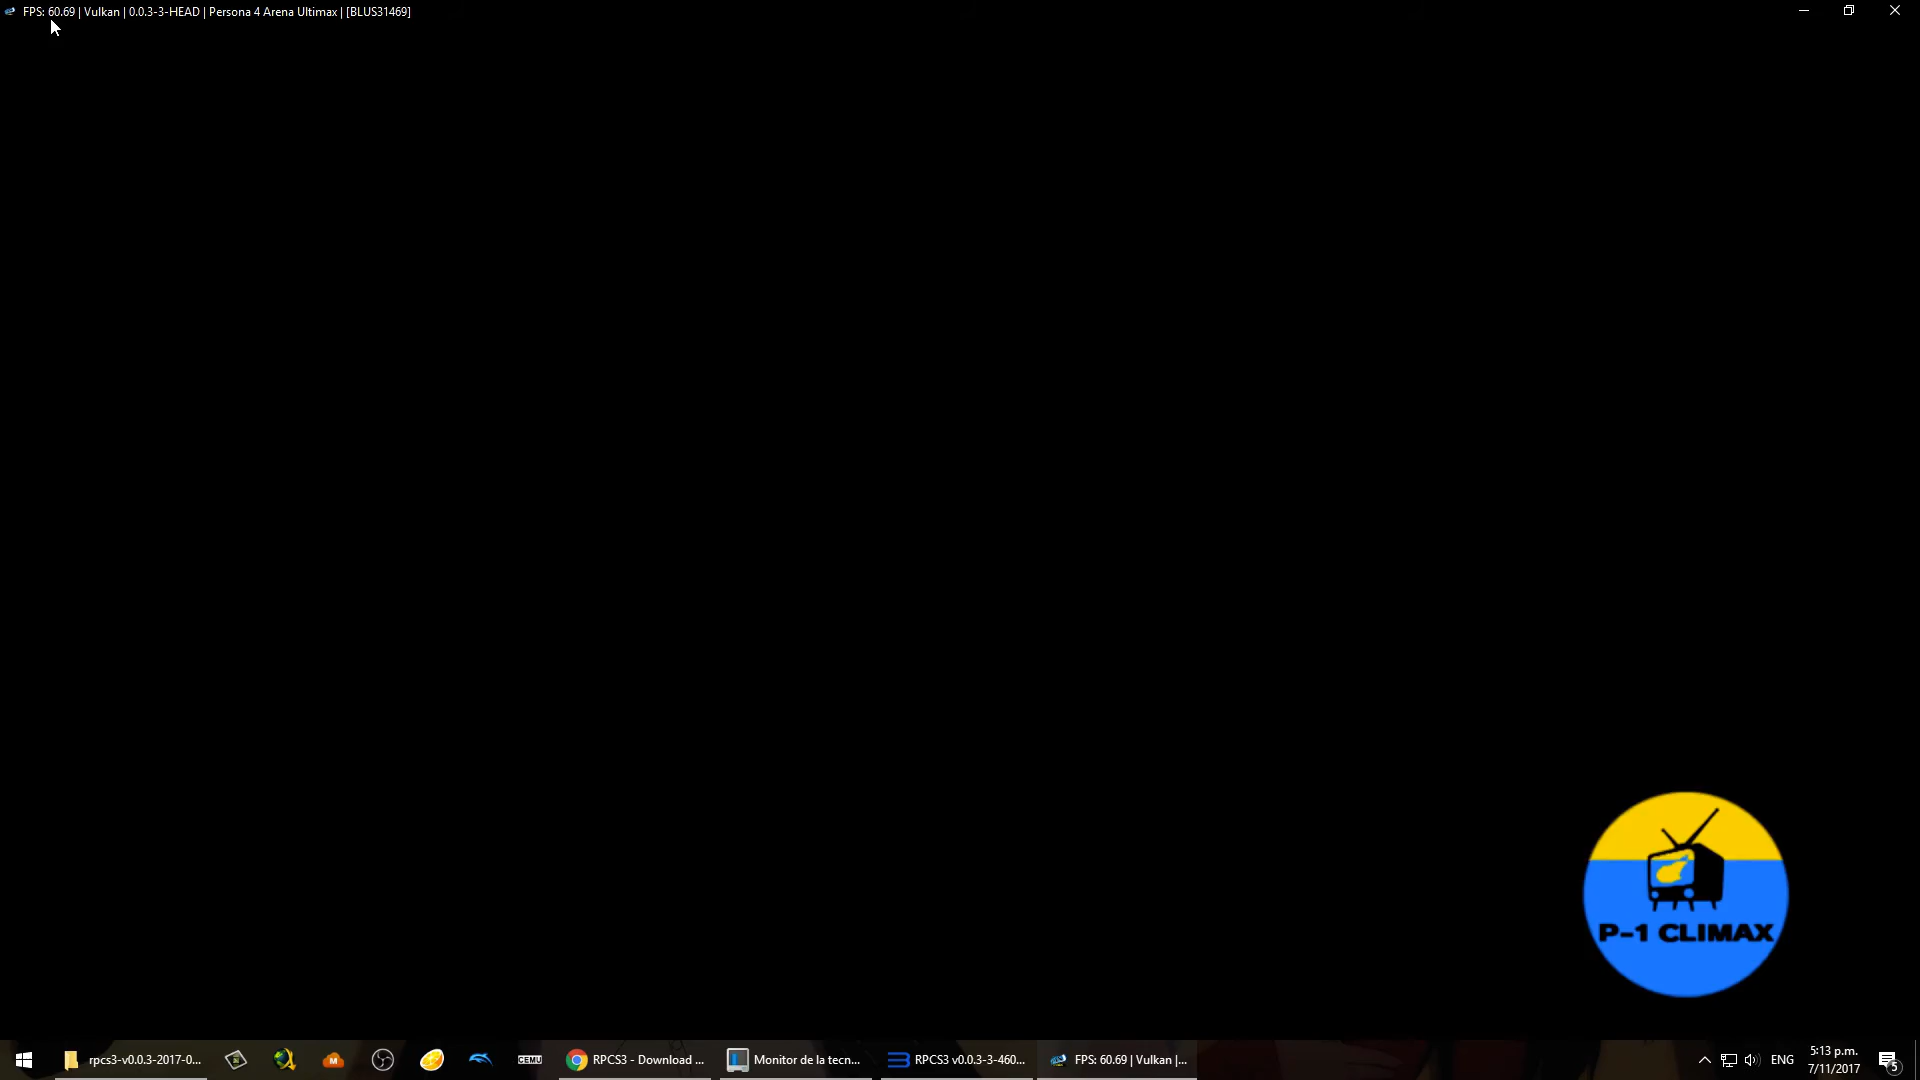 FPS: 60.69 | Vulkan | 0.0.3-3-HEAD | Persona 4 Arena Ultimax | [BLUS31469]
P-1 CLIMAX
rpcs3-v0.0.3-2017-0...
CEMU
RPCS3 - Download ...
Monitor de la tecn...
RPCS3 v0.0.3-3-460...
FPS: 60.69 | Vulkan |...
ENG
5:13 p.m.
7/11/2017
5